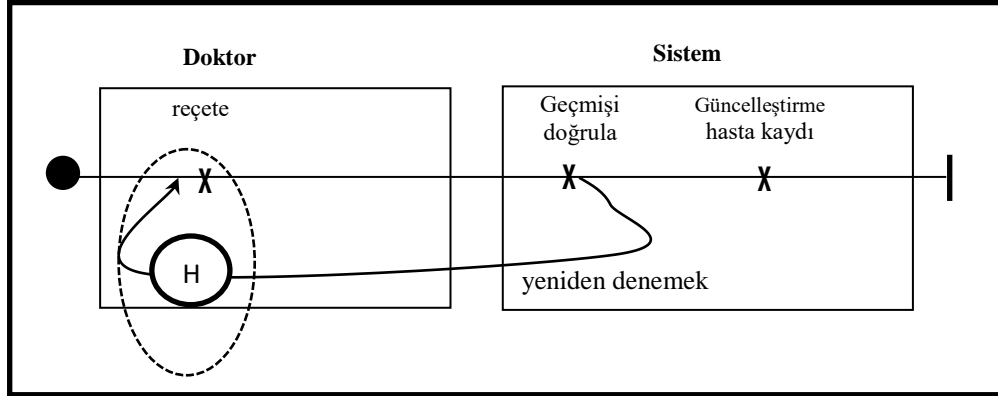 Doktor
Sistem
reçete
Geçmişi
doğrula
Güncelleştirme
hasta kaydı
X
X
X
H
yeniden denemek